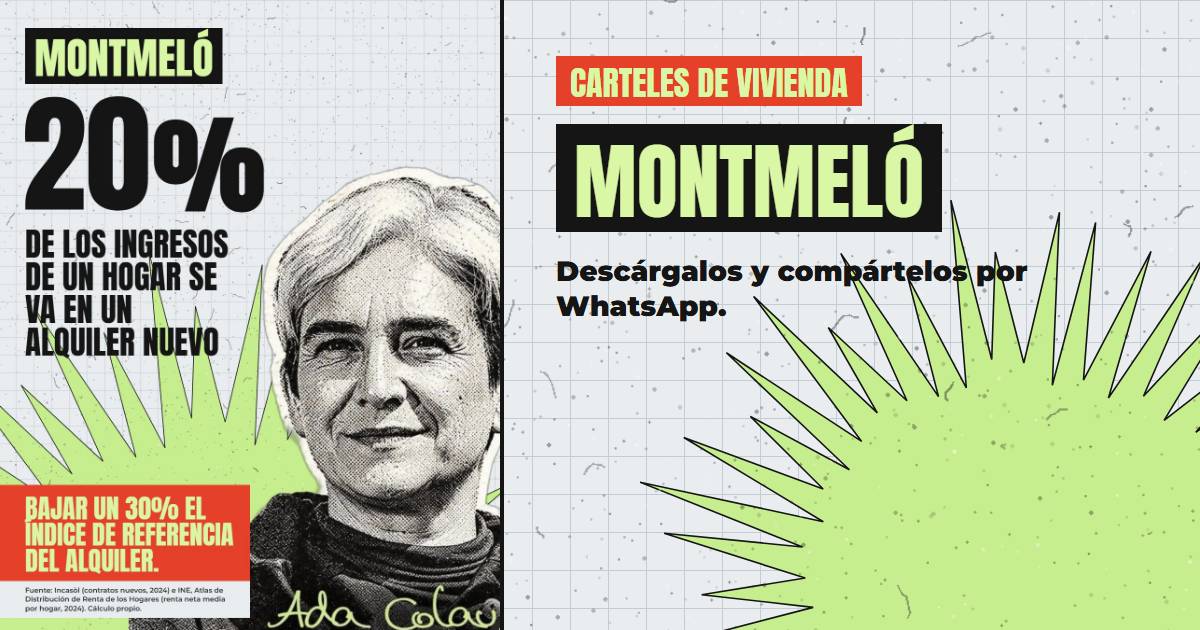 MONTMELÓ
20%
DE LOS INGRESOS
DE UN HOGAR SE
VA EN UN
ALQUILER NUEVO
BAJAR UN 30% EL
ÍNDICE DE REFERENCIA
DEL ALQUILER.
Fuente: Incasòl (contratos nuevos, 2024) e INE, Atlas de
Distribución de Renta de los Hogares (renta neta media
por hogar, 2024). Cálculo propio.
Ada Colau
CARTELES DE VIVIENDA
MONTMELÓ
Descárgalos y compártelos por
WhatsApp.